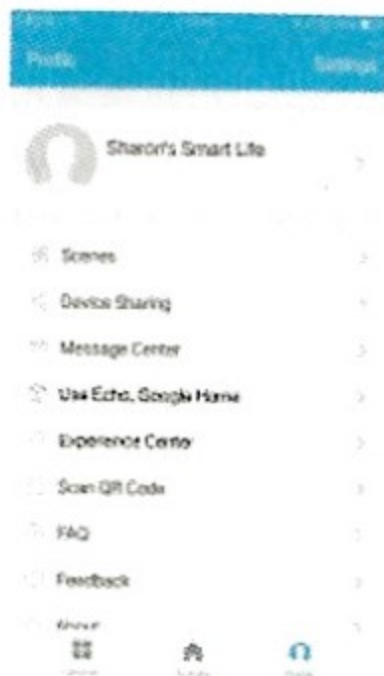 Profile
Settings
Sharon's Smart Life
Scenes
Device Sharing
Message Center
Use Echo, Google Home
Experience Center
Scan QR Code
FAQ
Feedback
About